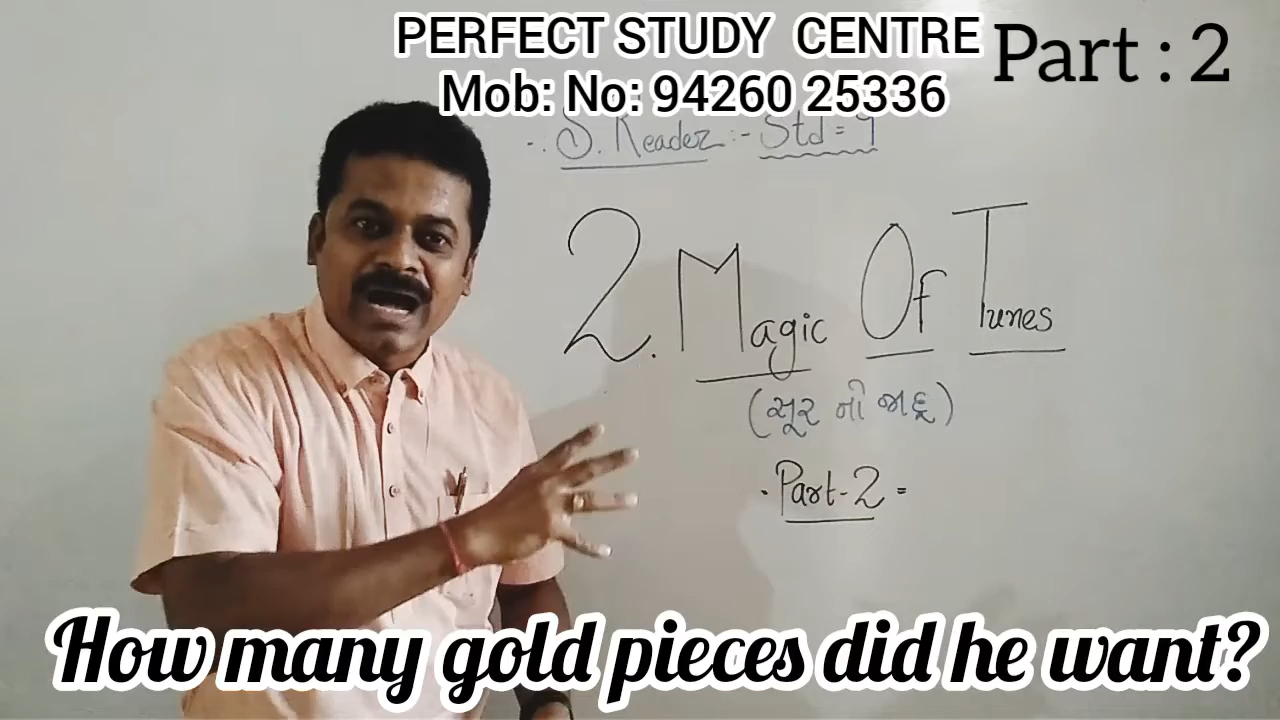 PERFECT STUDY CENTRE
Mob: No: 94260 25336
Part : 2
S. Reader :- Std = 9
2. Magic Of Tunes
(સૂર નો જાદૂ)
Part-2 =
How many gold pieces did he want?